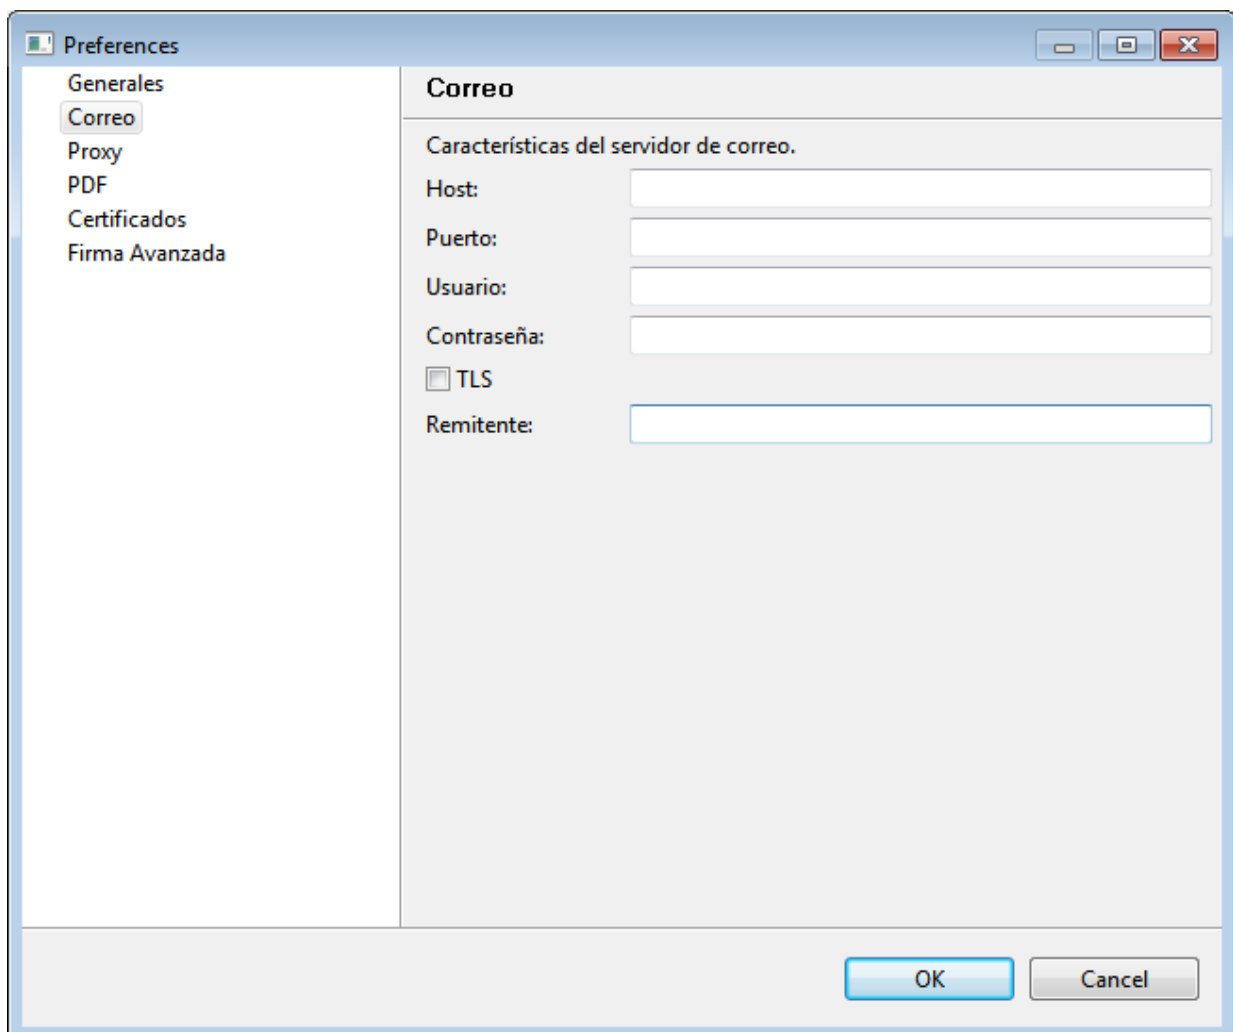 Preferences
Generales
Correo
Proxy
PDF
Certificados
Firma Avanzada
Correo
Características del servidor de correo.
Host:
Puerto:
Usuario:
Contraseña:
TLS
Remitente:
OK
Cancel